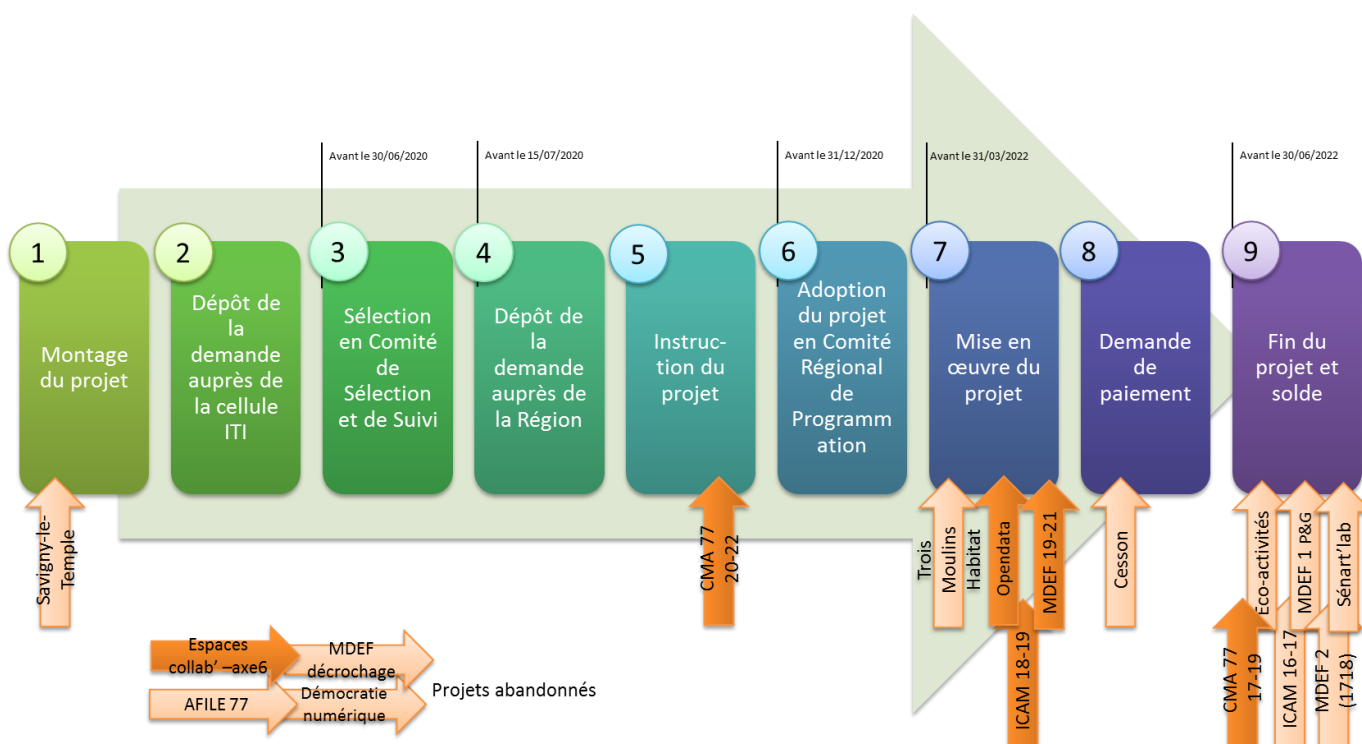 Avant le 30/06/2020
Avant le 15/07/2020
Avant le 31/12/2020
Avant le 31/03/2022
Avant le 30/06/2022
1
Montage
du projet
2
Dépôt de
la
demande
auprès de
la cellule
ITI
3
Sélection
en Comité
de
Sélection
et de Suivi
4
Dépôt de
la
demande
auprès de
la Région
5
Instruc-
tion du
projet
6
Adoption
du projet
en Comité
Régional
de
Programm
ation
7
Mise en
œuvre du
projet
8
Demande
de
paiement
9
Fin du
projet et
solde
Savigny-le-
Temple
CMA 77
20-22
Trois
Moulins
Habitat
Opendata
MDEF 19-21
ICAM 18-19
Cesson
Eco-activités
MDEF 1 P&G
Sénart'lab
CMA 77
17-19
ICAM 16-17
MDEF 2
(1718)
Espaces
collab' –axe6
MDEF
décrochage
AFILE 77
Démocratie
numérique
Projets abandonnés